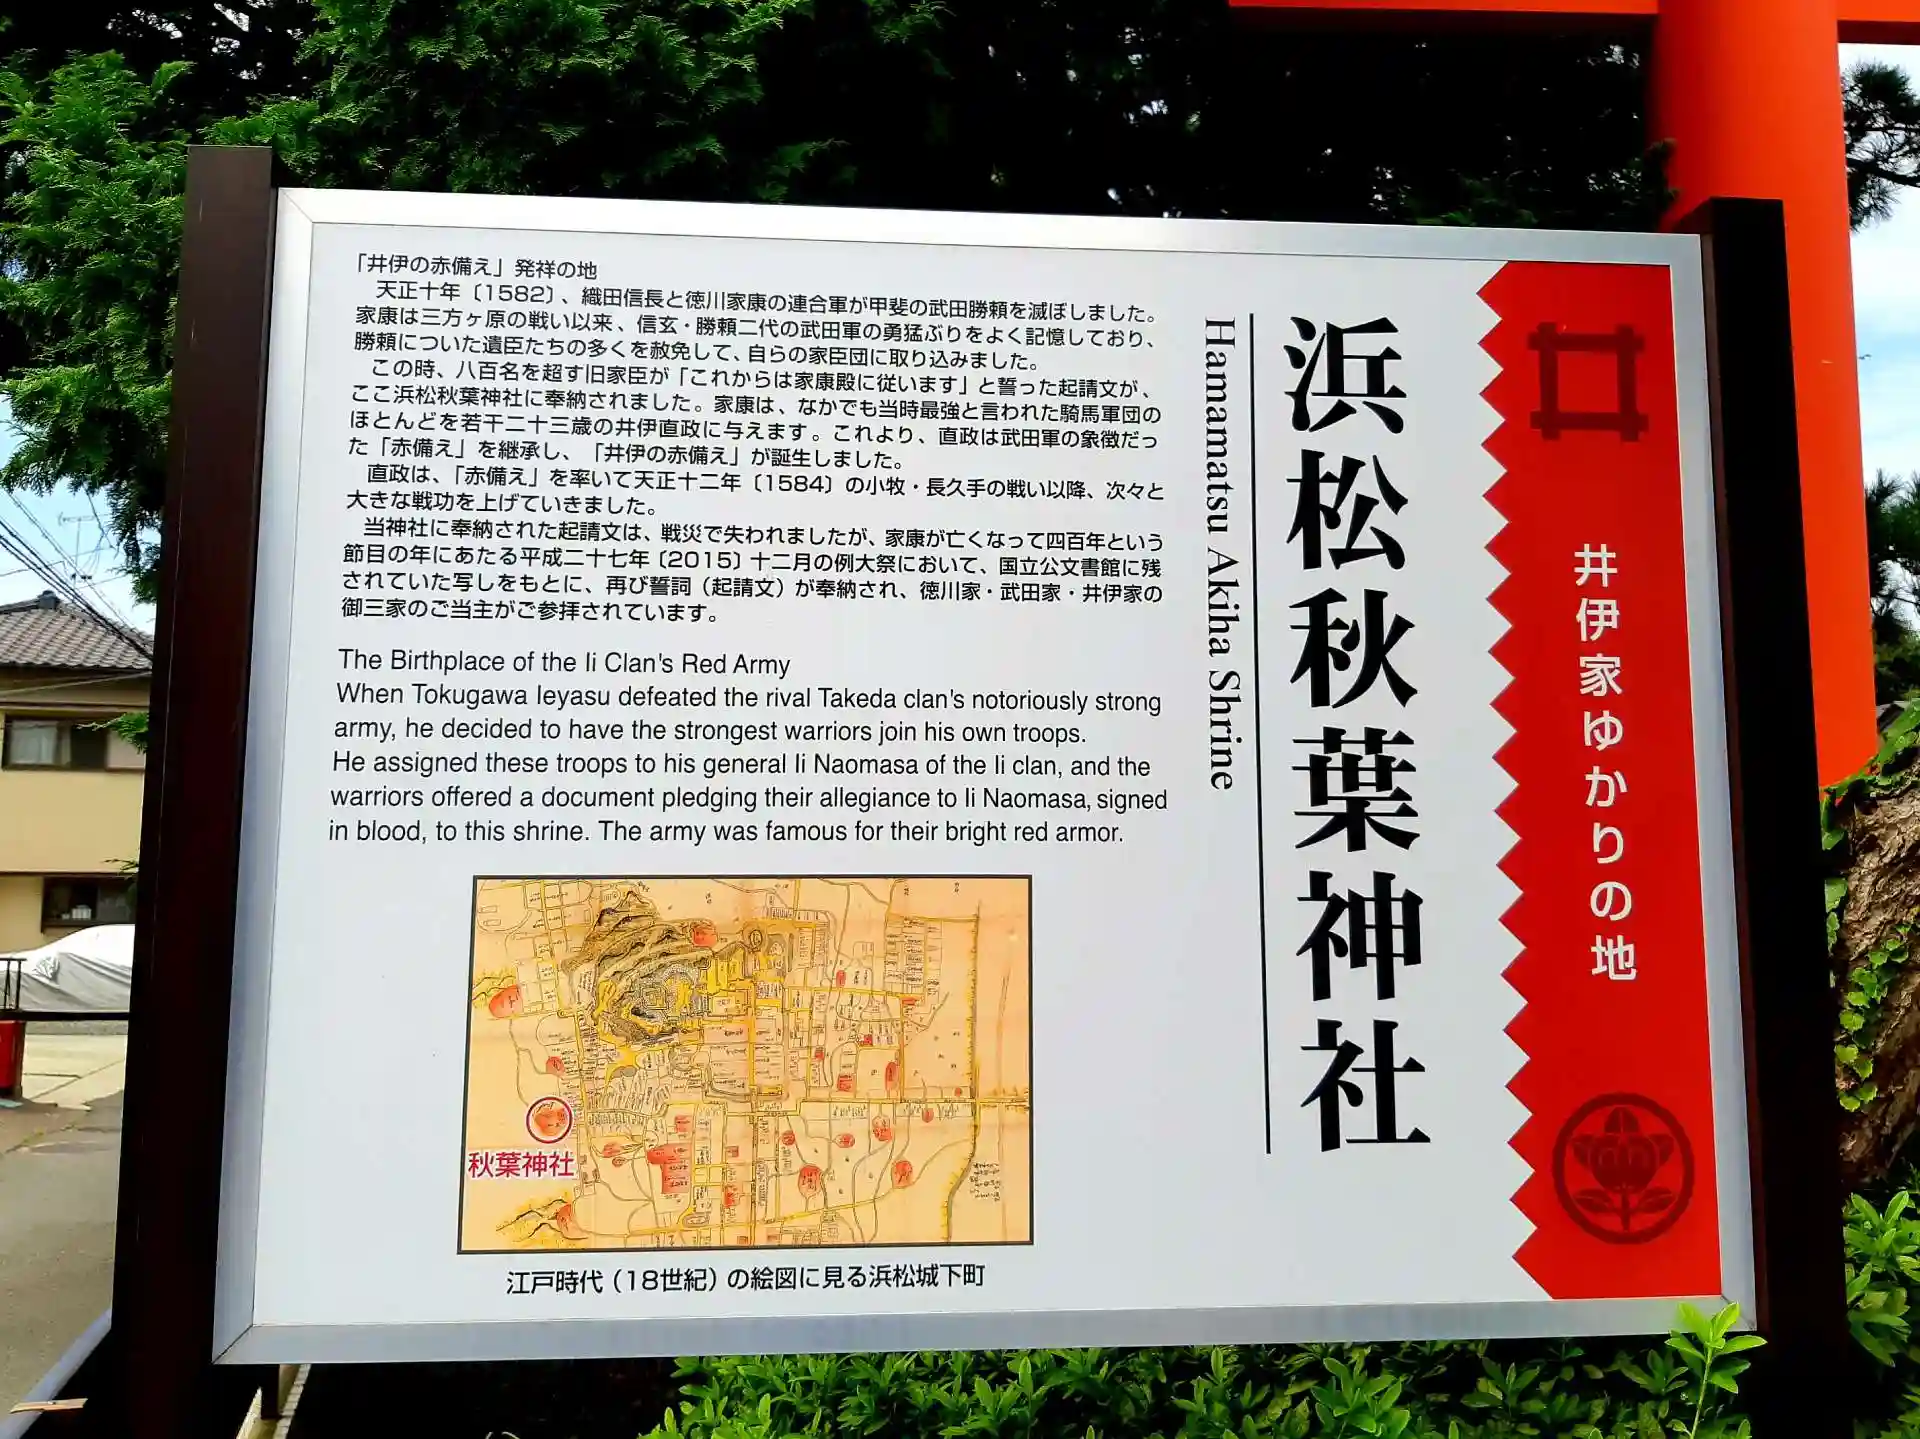 井伊家ゆかりの地
浜松秋葉神社
Hamamatsu Akiha Shrine
「井伊の赤備え」発祥の地
天正十年〔1582〕、織田信長と徳川家康の連合軍が甲斐の武田勝頼を滅ぼしました。
家康は三方ヶ原の戦い以来、信玄・勝頼二代の武田軍の勇猛ぶりをよく記憶しており、
勝頼についた遺臣たちの多くを赦免して、自らの家臣団に取り込みました。
この時、八百名を超す旧家臣が「これからは家康殿に従います」と誓った起請文が、
ここ浜松秋葉神社に奉納されました。家康は、なかでも当時最強と言われた騎馬軍団の
ほとんどを若干二十三歳の井伊直政に与えます。これより、直政は武田軍の象徴だっ
た「赤備え」を継承し、「井伊の赤備え」が誕生しました。
直政は、「赤備え」を率いて天正十二年〔1584〕の小牧・長久手の戦い以降、次々と
大きな戦功を上げていきました。
当神社に奉納された起請文は、戦災で失われましたが、家康が亡くなって四百年という
節目の年にあたる平成二十七年〔2015〕十二月の例大祭において、国立公文書館に残
されていた写しをもとに、再び誓詞（起請文）が奉納され、徳川家・武田家・井伊家の
御三家のご当主がご参拝されています。
The Birthplace of the Ii Clan's Red Army
When Tokugawa Ieyasu defeated the rival Takeda clan's notoriously strong
army, he decided to have the strongest warriors join his own troops.
He assigned these troops to his general Ii Naomasa of the Ii clan, and the
warriors offered a document pledging their allegiance to Ii Naomasa, signed
in blood, to this shrine. The army was famous for their bright red armor.
秋葉神社
江戸時代（18世紀）の絵図に見る浜松城下町